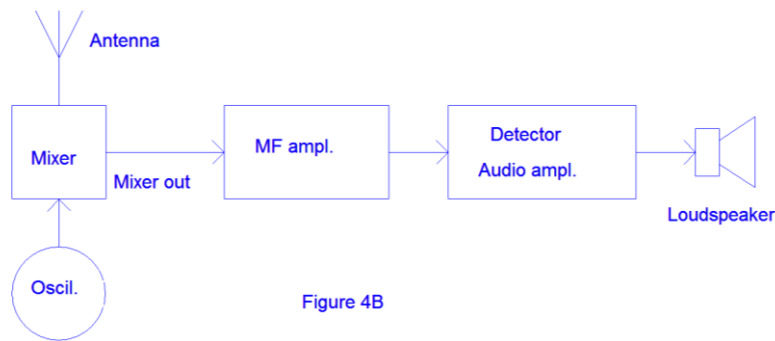 Antenna
Mixer
MF ampl.
Detector
Audio ampl.
Mixer out
Loudspeaker
Oscil.
Figure 4B